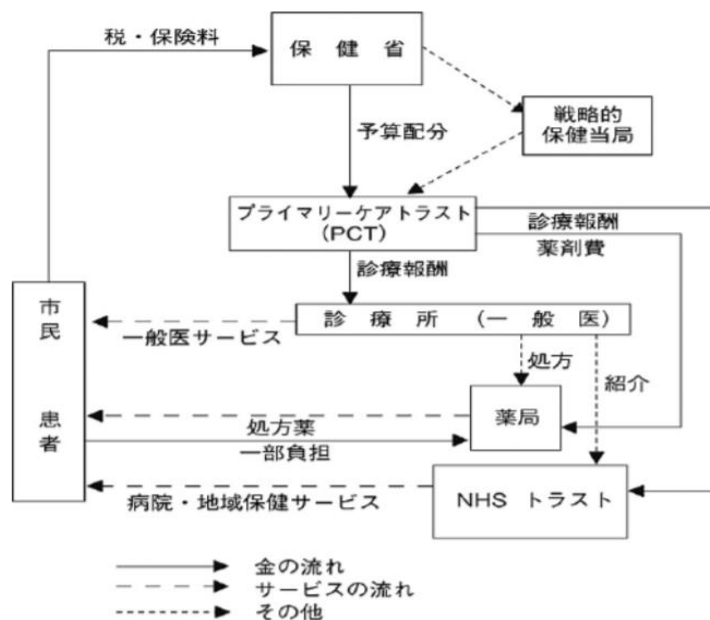 税・保険料
保 健 省
予算配分
戦略的
保健当局
プライマリーケアトラスト
(PCT)
診療報酬
薬剤費
診療報酬
市民 患者
診 療 所 (一 般 医)
一般医サービス
処方
紹介
薬局
処方薬
一部負担
病院・地域保健サービス
NHS トラスト
金の流れ
サービスの流れ
その他